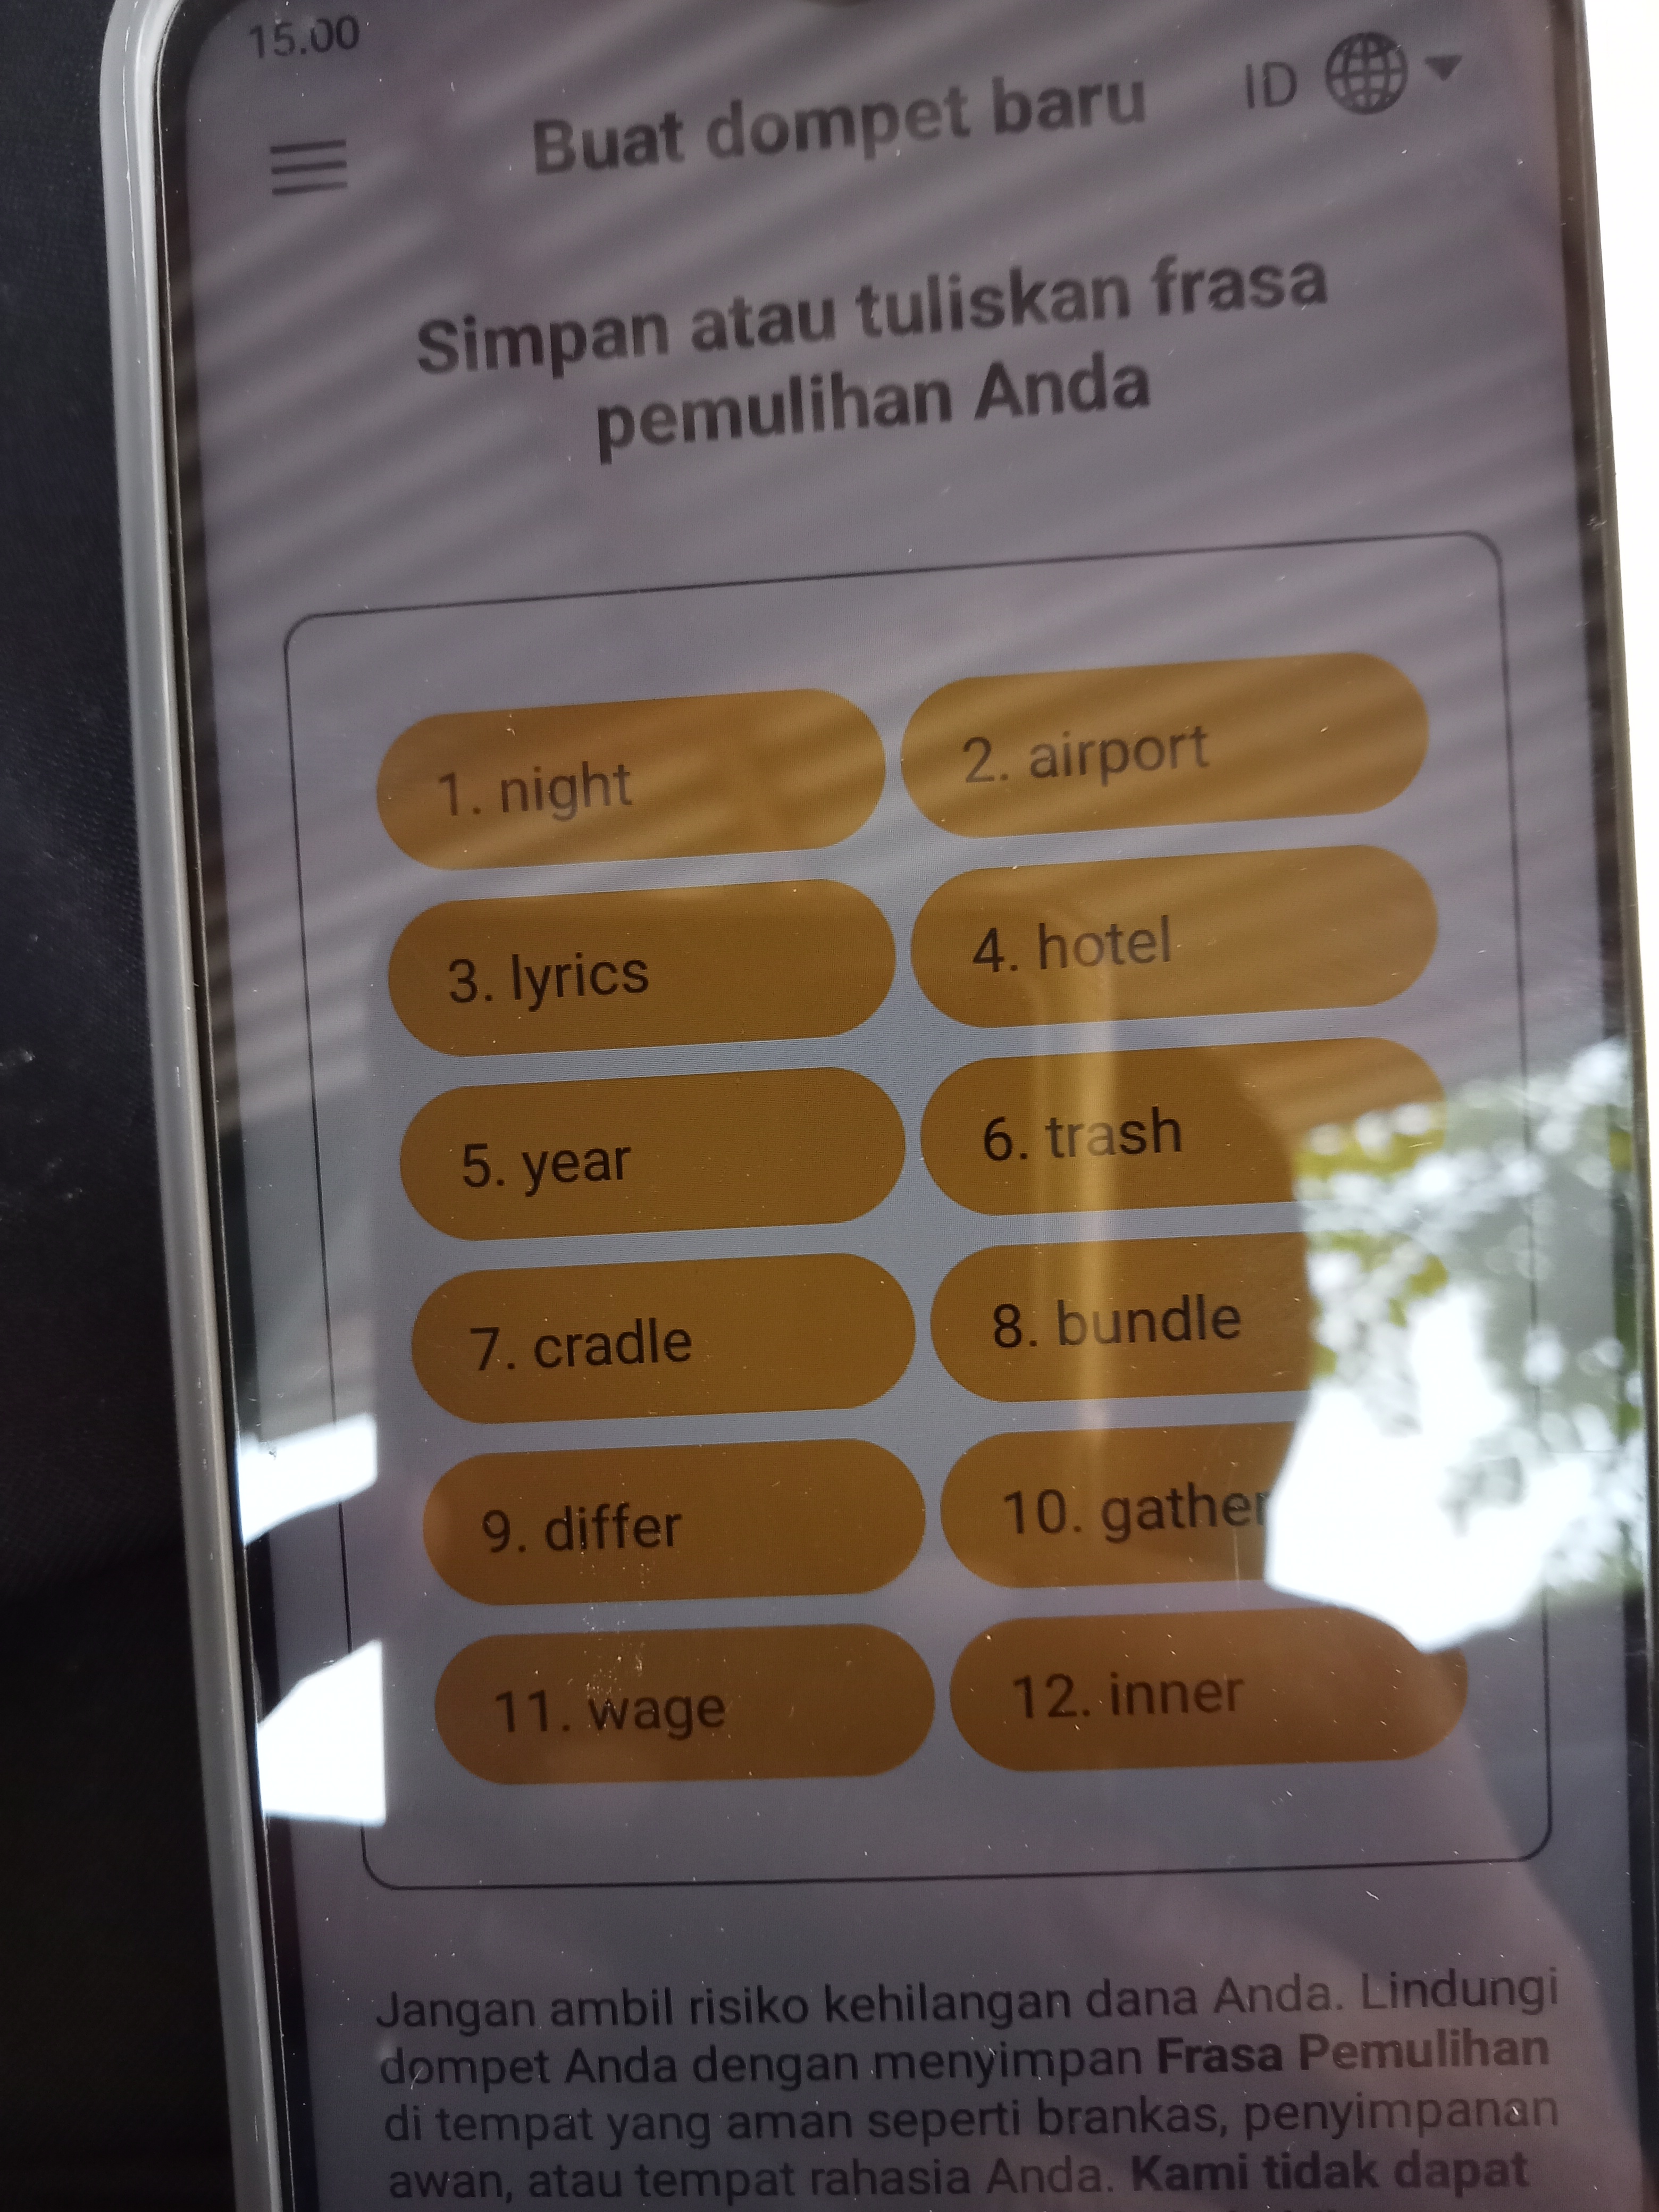 15.00
Buat dompet baru ID
Simpan atau tuliskan frasa
pemulihan Anda
1. night 2. airport
3. lyrics 4. hotel
5. year 6. trash
7. cradle 8. bundle
9. differ 10. gather
11. wage 12. inner
Jangan ambil risiko kehilangan dana Anda. Lindungi
dompet Anda dengan menyimpan Frasa Pemulihan
di tempat yang aman seperti brankas, penyimpanan
awan, atau tempat rahasia Anda. Kami tidak dapat